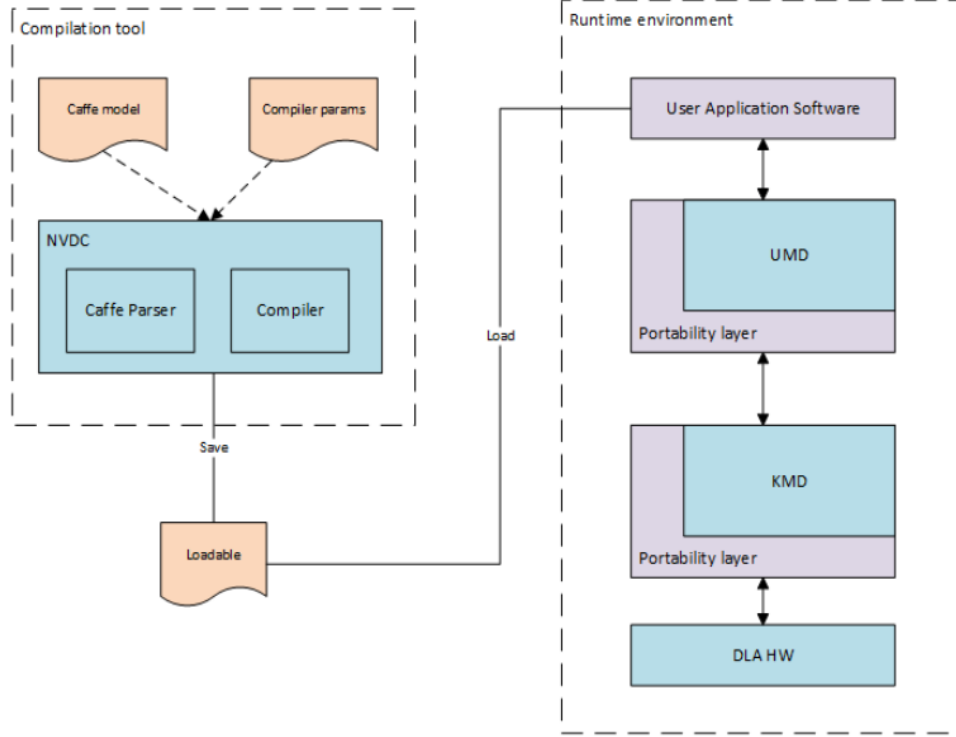 Compilation tool
Caffe model
Compiler params
NVDC
Caffe Parser
Compiler
Save
Loadable
Load
Runtime environment
User Application Software
UMD
Portability layer
KMD
Portability layer
DLA HW